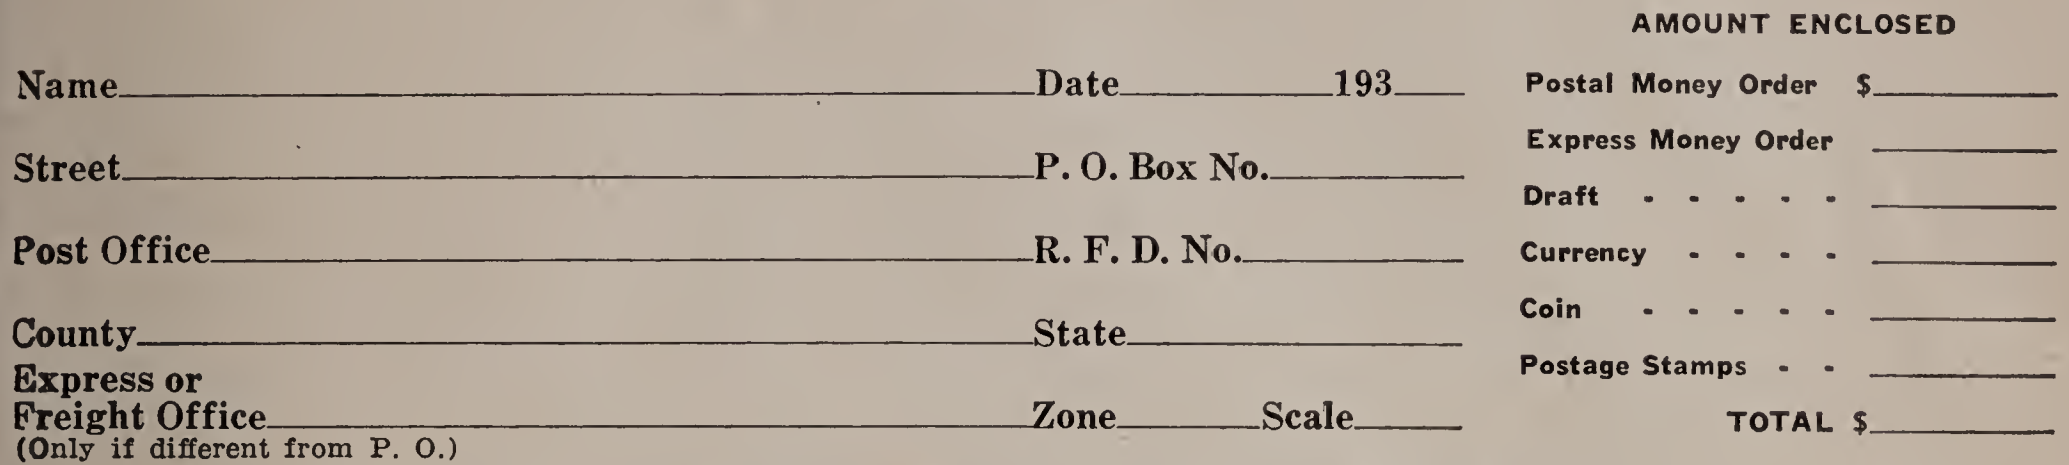 Name Date 193
Street P. O. Box No.
Post Office R. F. D. No.
County State
Express or
Freight Office Zone Scale
(Only if different from P. O.)
AMOUNT ENCLOSED
Postal Money Order $
Express Money Order
Draft - - - - -
Currency - - - -
Coin - - - - -
Postage Stamps - -
TOTAL $